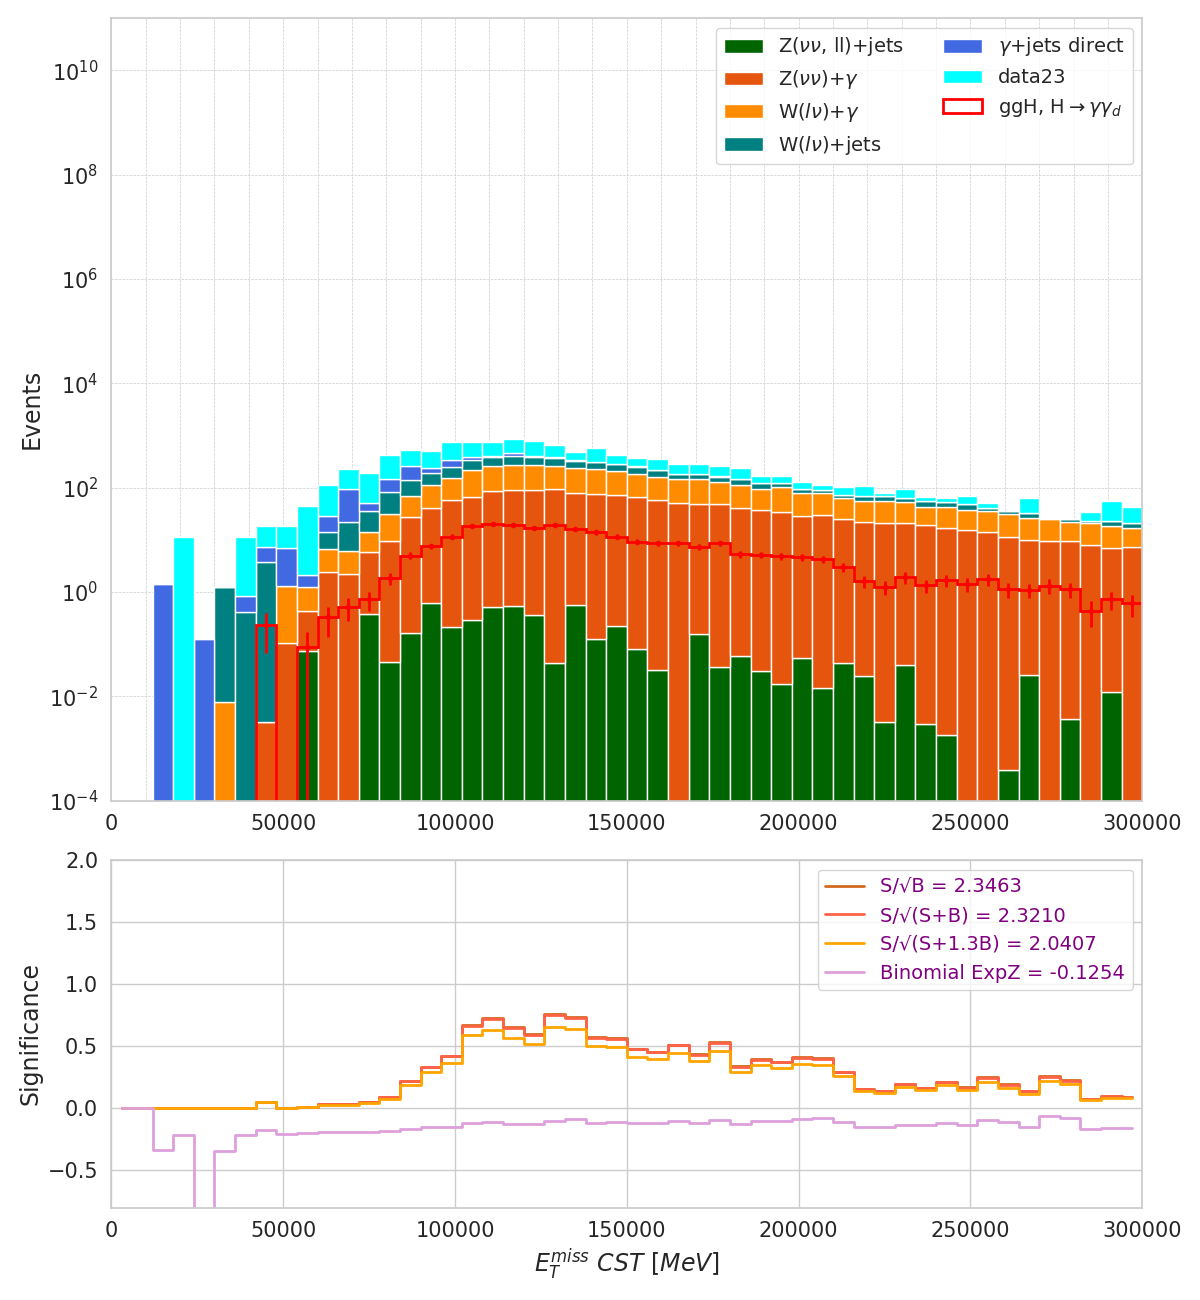 Z(νν, ll)+jets
Z(νν)+γ
W(lν)+γ
W(lν)+jets
γ+jets direct
data23
ggH, H→γγ_d
Events
10^10
10^8
10^6
10^4
10^2
10^0
10^−2
10^−4
0 50000 100000 150000 200000 250000 300000
S/√B = 2.3463
S/√(S+B) = 2.3210
S/√(S+1.3B) = 2.0407
Binomial ExpZ = -0.1254
Significance
2.0
1.5
1.0
0.5
0.0
−0.5
0 50000 100000 150000 200000 250000 300000
E_T^miss CST [MeV]